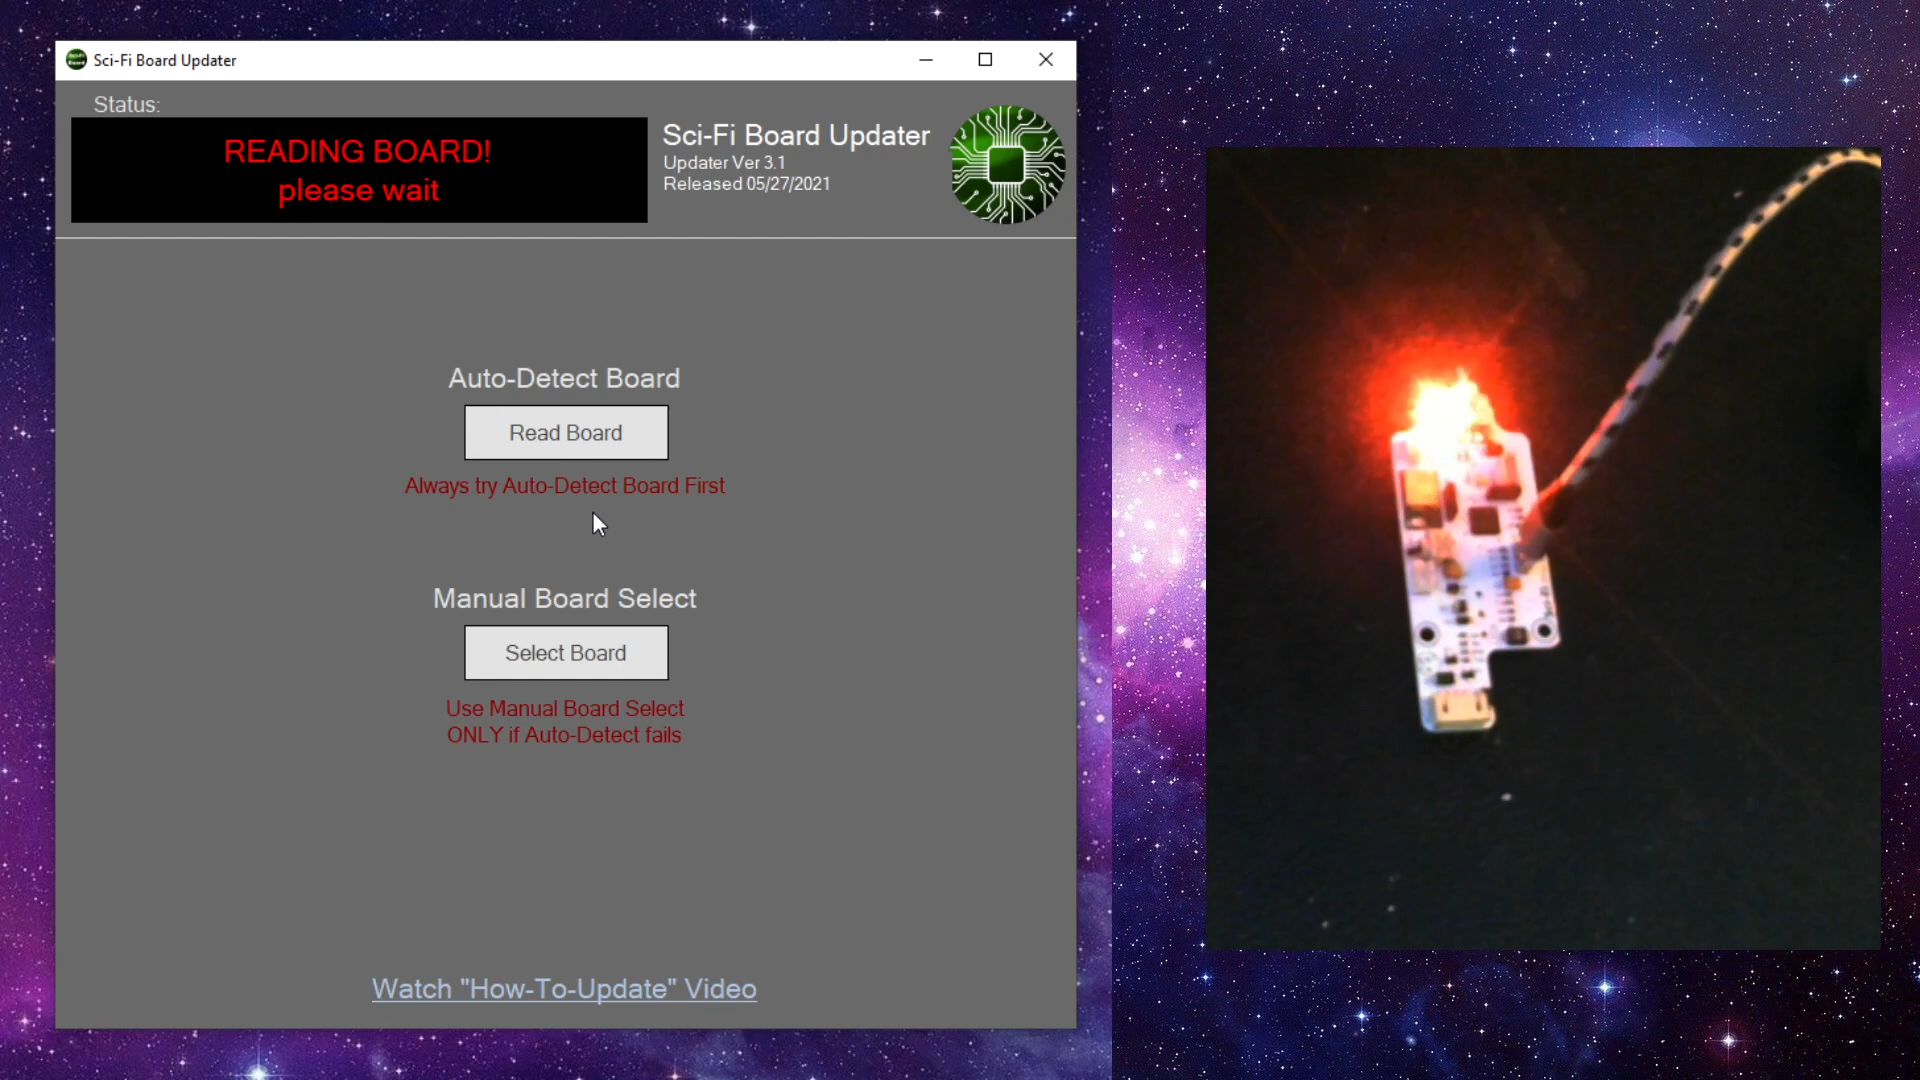 Sci-Fi Board Updater
Status:
READING BOARD!
please wait
Sci-Fi Board Updater
Updater Ver 3.1
Released 05/27/2021
Auto-Detect Board
Read Board
Always try Auto-Detect Board First
Manual Board Select
Select Board
Use Manual Board Select
ONLY if Auto-Detect fails
Watch "How-To-Update" Video
Sci-Fi